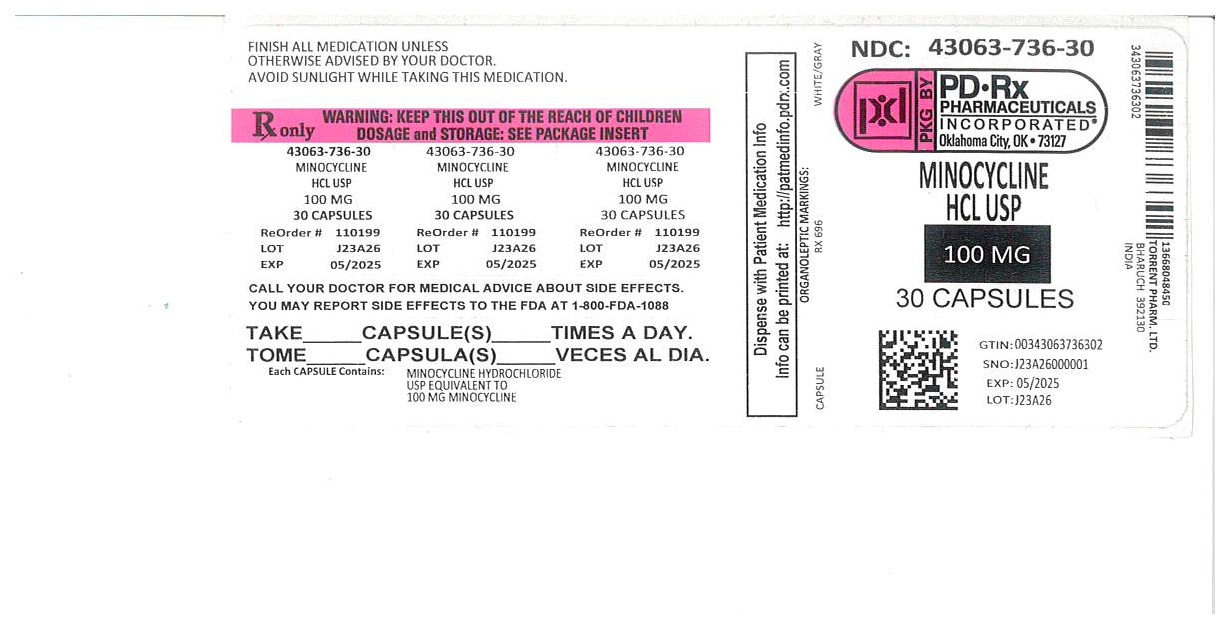 FINISH ALL MEDICATION UNLESS
OTHERWISE ADVISED BY YOUR DOCTOR.
AVOID SUNLIGHT WHILE TAKING THIS MEDICATION.
Rx only
WARNING: KEEP THIS OUT OF THE REACH OF CHILDREN
DOSAGE and STORAGE: SEE PACKAGE INSERT
43063-736-30 43063-736-30 43063-736-30
MINOCYCLINE MINOCYCLINE MINOCYCLINE
HCL USP HCL USP HCL USP
100 MG 100 MG 100 MG
30 CAPSULES 30 CAPSULES 30 CAPSULES
ReOrder # 110199 ReOrder # 110199 ReOrder # 110199
LOT J23A26 LOT J23A26 LOT J23A26
EXP 05/2025 EXP 05/2025 EXP 05/2025
CALL YOUR DOCTOR FOR MEDICAL ADVICE ABOUT SIDE EFFECTS.
YOU MAY REPORT SIDE EFFECTS TO THE FDA AT 1-800-FDA-1088
TAKE_____CAPSULE(S)_____TIMES A DAY.
TOME_____CAPSULA(S)_____VECES AL DIA.
Each CAPSULE Contains: MINOCYCLINE HYDROCHLORIDE
USP EQUIVALENT TO
100 MG MINOCYCLINE
Dispense with Patient Medication Info
Info can be printed at: http://patmedinfo.pdrx.com
ORGANOLEPTIC MARKINGS:
CAPSULE RX 696 WHITE/GRAY
NDC: 43063-736-30
PKG BY
PD·Rx
PHARMACEUTICALS
INCORPORATED®
Oklahoma City, OK • 73127
MINOCYCLINE
HCL USP
100 MG
30 CAPSULES
GTIN: 00343063736302
SNO: J23A26000001
EXP: 05/2025
LOT: J23A26
343063736302
13668048450
TORRENT PHARM. LTD.
BHARUCH 392130
INDIA